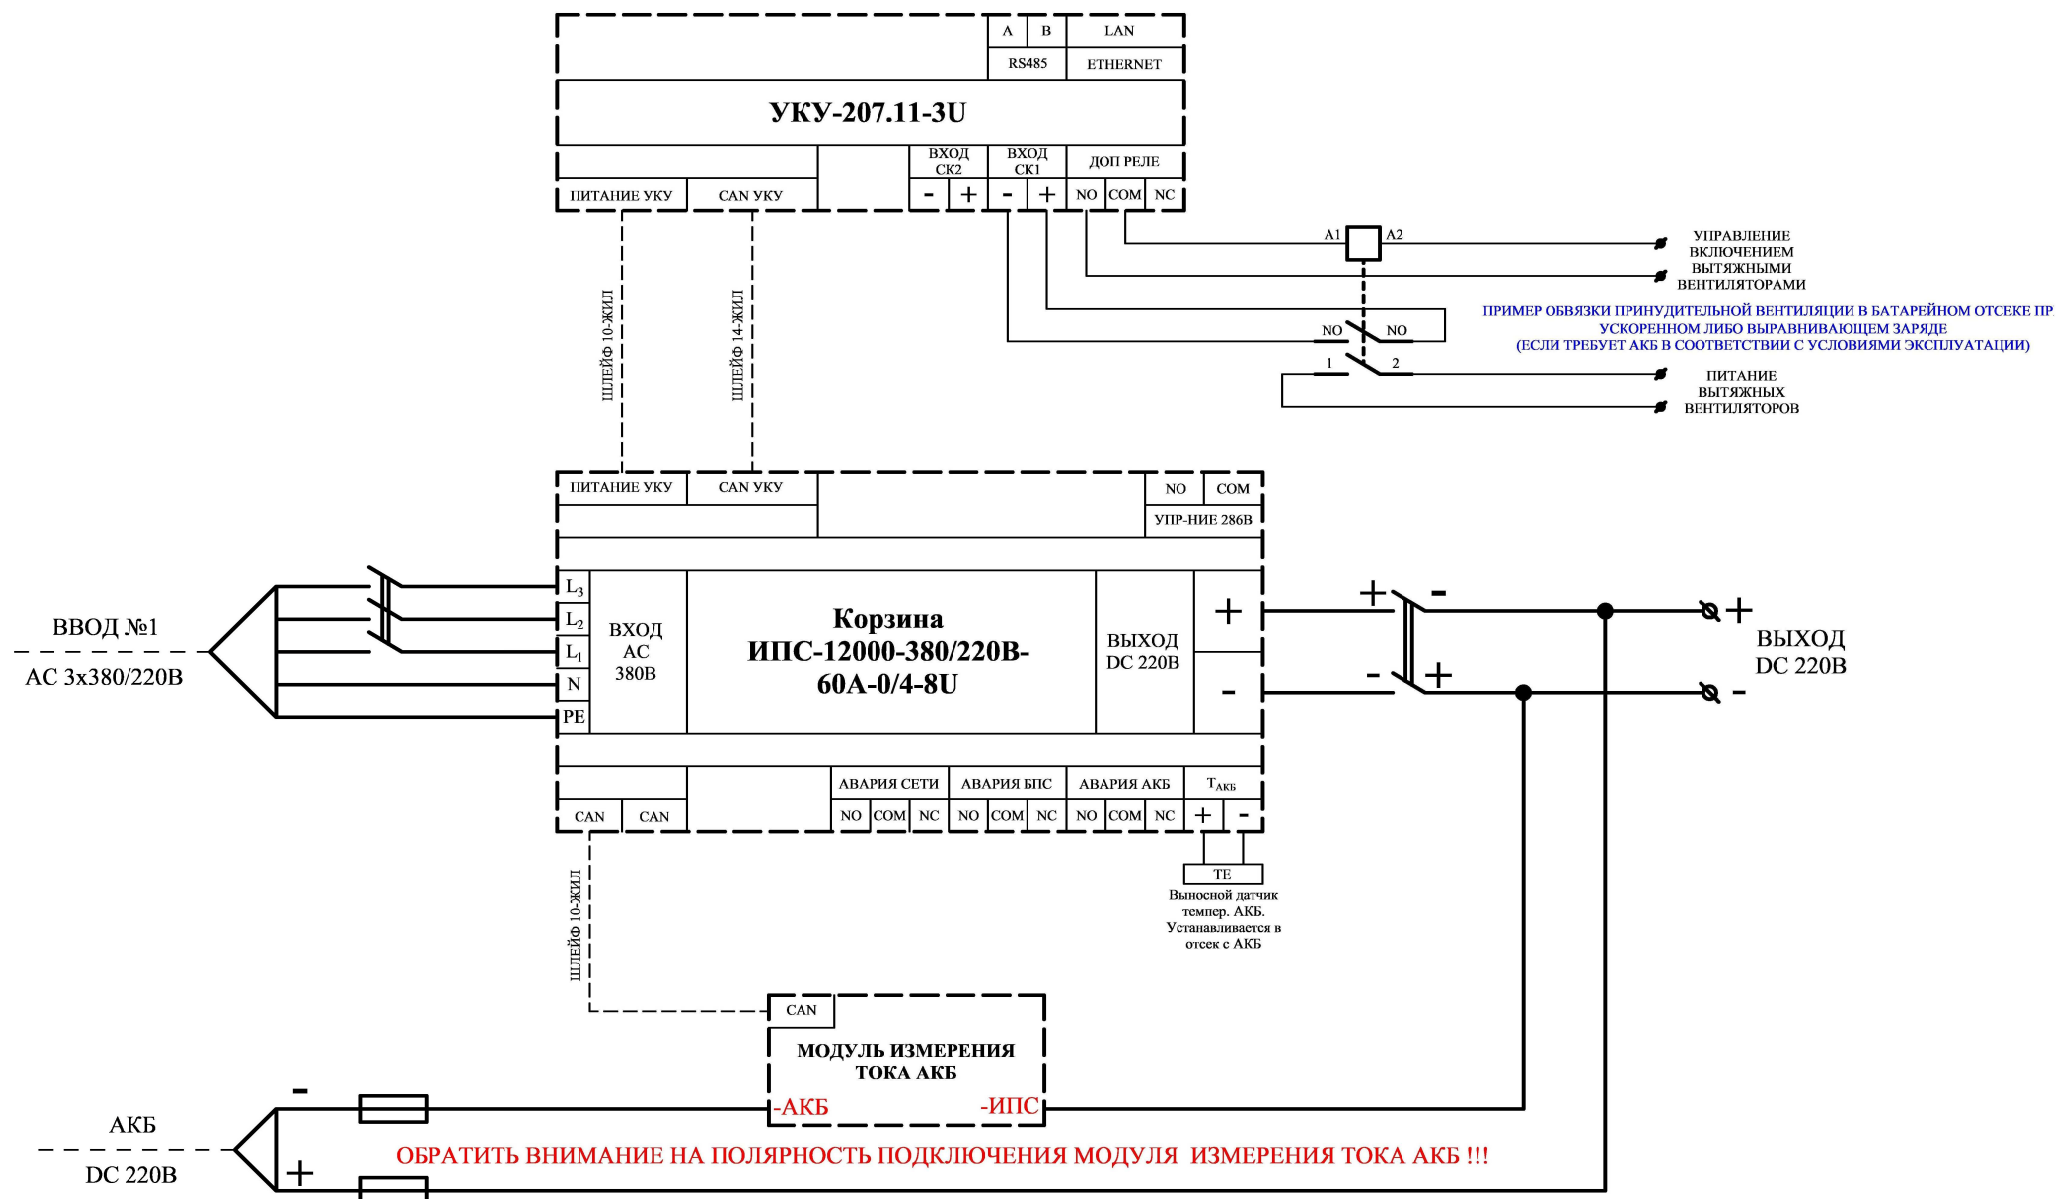 A B LAN
RS485 ETHERNET
УКУ-207.11-3U
ВХОД СК2 ВХОД СК1 ДОП РЕЛЕ
ПИТАНИЕ УКУ CAN УКУ - + - + NO COM NC
A1 A2
УПРАВЛЕНИЕ
ВКЛЮЧЕНИЕМ
ВЫТЯЖНЫМИ
ВЕНТИЛЯТОРАМИ
ШЛЕЙФ 10-ЖИЛ
ШЛЕЙФ 14-ЖИЛ
ПРИМЕР ОБВЯЗКИ ПРИНУДИТЕЛЬНОЙ ВЕНТИЛЯЦИИ В БАТАРЕЙНОМ ОТСЕКЕ ПР
УСКОРЕННОМ ЛИБО ВЫРАВНИВАЮЩЕМ ЗАРЯДЕ
(ЕСЛИ ТРЕБУЕТ АКБ В СООТВЕТСТВИИ С УСЛОВИЯМИ ЭКСПЛУАТАЦИИ)
NO NO
1 2
ПИТАНИЕ
ВЫТЯЖНЫХ
ВЕНТИЛЯТОРОВ
ПИТАНИЕ УКУ CAN УКУ NO COM
УПР-НИЕ 286В
ВВОД №1
AC 3x380/220В
L3
L2
L1
N
PE
ВХОД
AC
380В
Корзина
ИПС-12000-380/220В-
60А-0/4-8U
ВЫХОД
DC 220В
+
-
+ -
- +
+
-
ВЫХОД
DC 220В
АВАРИЯ СЕТИ АВАРИЯ БПС АВАРИЯ АКБ TАКБ
CAN CAN NO COM NC NO COM NC NO COM NC + -
TE
Выносной датчик
темпер. АКБ.
Устанавливается в
отсек с АКБ
ШЛЕЙФ 10-ЖИЛ
CAN
МОДУЛЬ ИЗМЕРЕНИЯ
ТОКА АКБ
-АКБ -ИПС
-
АКБ
DC 220В
+
ОБРАТИТЬ ВНИМАНИЕ НА ПОЛЯРНОСТЬ ПОДКЛЮЧЕНИЯ МОДУЛЯ ИЗМЕРЕНИЯ ТОКА АКБ !!!